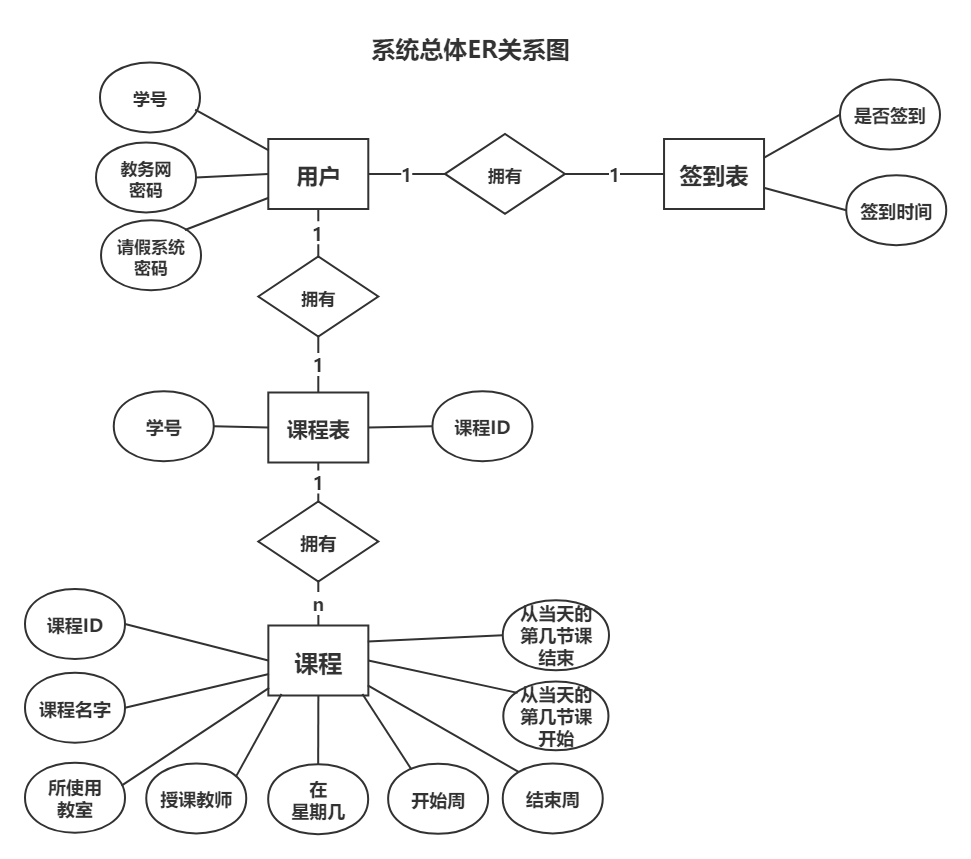 系统总体ER关系图
学号
教务网
密码
请假系统
密码
用户
1
拥有
1
签到表
是否签到
签到时间
1
拥有
1
学号
课程表
课程ID
1
拥有
n
课程
课程ID
课程名字
所使用
教室
授课教师
在
星期几
开始周
结束周
从当天的
第几节课
开始
从当天的
第几节课
结束